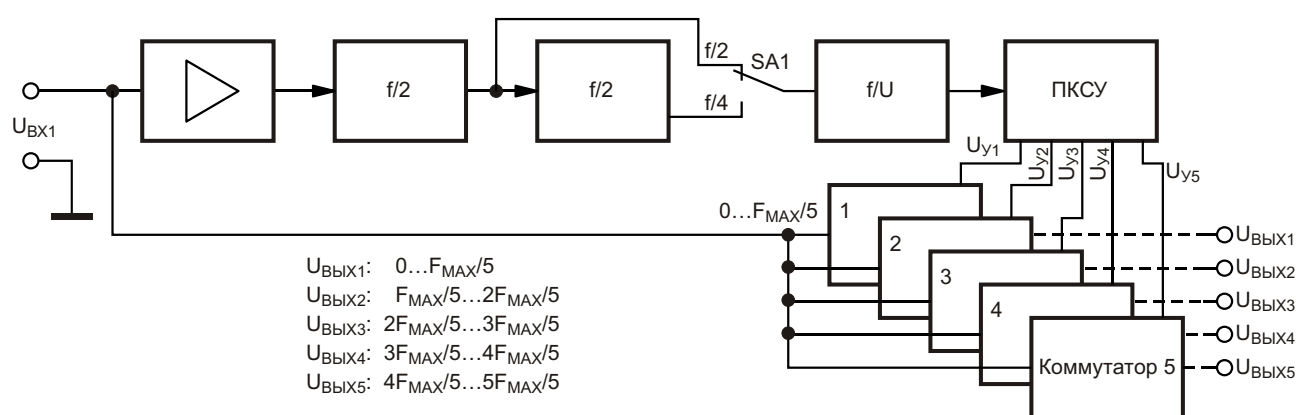 f/2
SA1
f/2
f/2
f/U
ПКСУ
f/4
U_ВХ1
U_У1
U_У2
U_У3
U_У4
U_У5
0…F_MAX/5
1
2
3
4
Коммутатор 5
U_ВЫХ1
U_ВЫХ2
U_ВЫХ3
U_ВЫХ4
U_ВЫХ5
U_ВЫХ1: 0…F_MAX/5
U_ВЫХ2: F_MAX/5…2F_MAX/5
U_ВЫХ3: 2F_MAX/5…3F_MAX/5
U_ВЫХ4: 3F_MAX/5…4F_MAX/5
U_ВЫХ5: 4F_MAX/5…5F_MAX/5